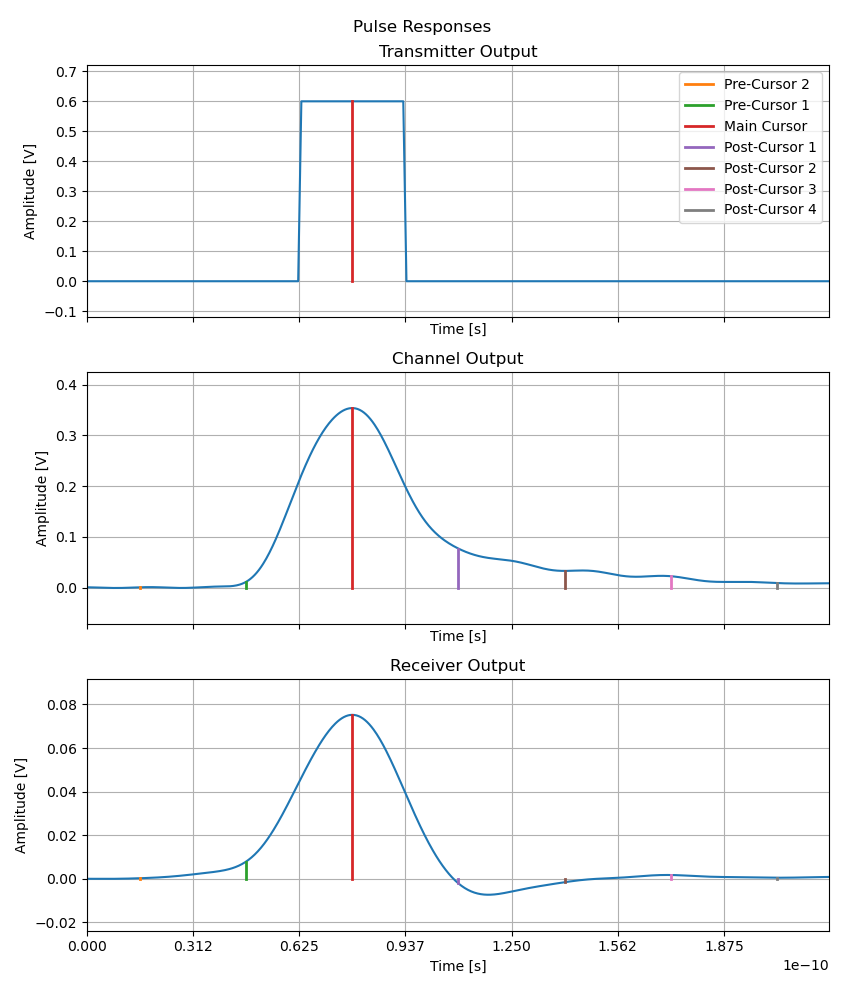 Pulse Responses
Transmitter Output
0.7
0.6
0.5
0.4
0.3
0.2
0.1
0.0
−0.1
Amplitude [V]
Pre-Cursor 2
Pre-Cursor 1
Main Cursor
Post-Cursor 1
Post-Cursor 2
Post-Cursor 3
Post-Cursor 4
Time [s]
Channel Output
0.4
0.3
0.2
0.1
0.0
Amplitude [V]
Time [s]
Receiver Output
0.08
0.06
0.04
0.02
0.00
−0.02
Amplitude [V]
0.000 0.312 0.625 0.937 1.250 1.562 1.875
Time [s]
1e−10